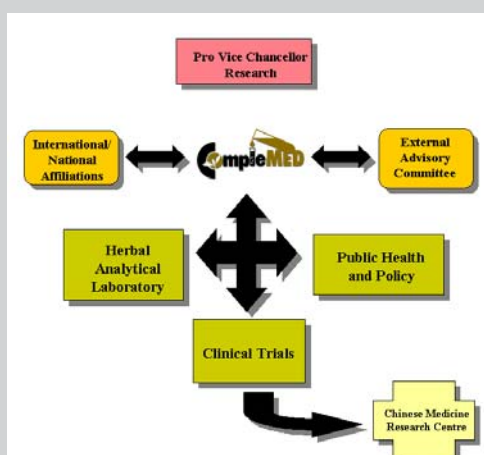 Pro Vice Chancellor
Research
International/
National
Affiliations
CompleMED
External
Advisory
Committee
Herbal
Analytical
Laboratory
Public Health
and Policy
Clinical Trials
Chinese Medicine
Research Centre